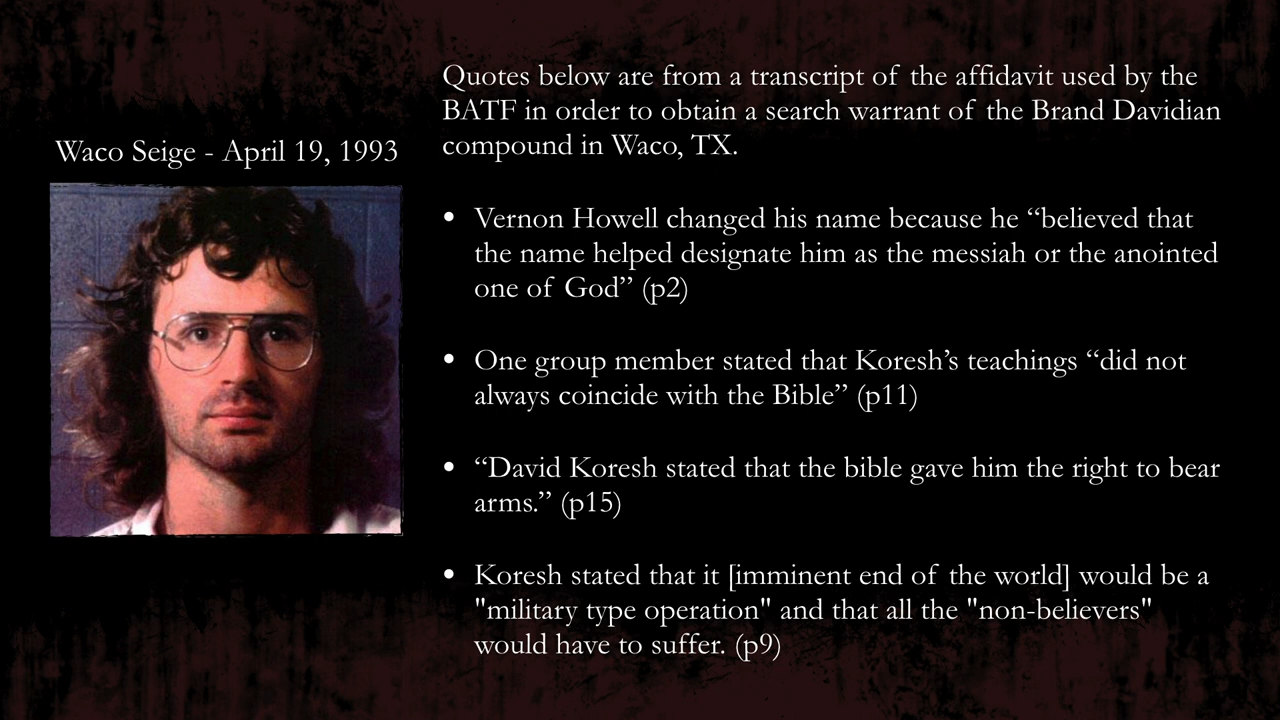 Waco Seige - April 19, 1993
Quotes below are from a transcript of the affidavit used by the
BATF in order to obtain a search warrant of the Brand Davidian
compound in Waco, TX.
• Vernon Howell changed his name because he “believed that
the name helped designate him as the messiah or the anointed
one of God” (p2)
• One group member stated that Koresh’s teachings “did not
always coincide with the Bible” (p11)
• “David Koresh stated that the bible gave him the right to bear
arms.” (p15)
• Koresh stated that it [imminent end of the world] would be a
"military type operation" and that all the "non-believers"
would have to suffer. (p9)